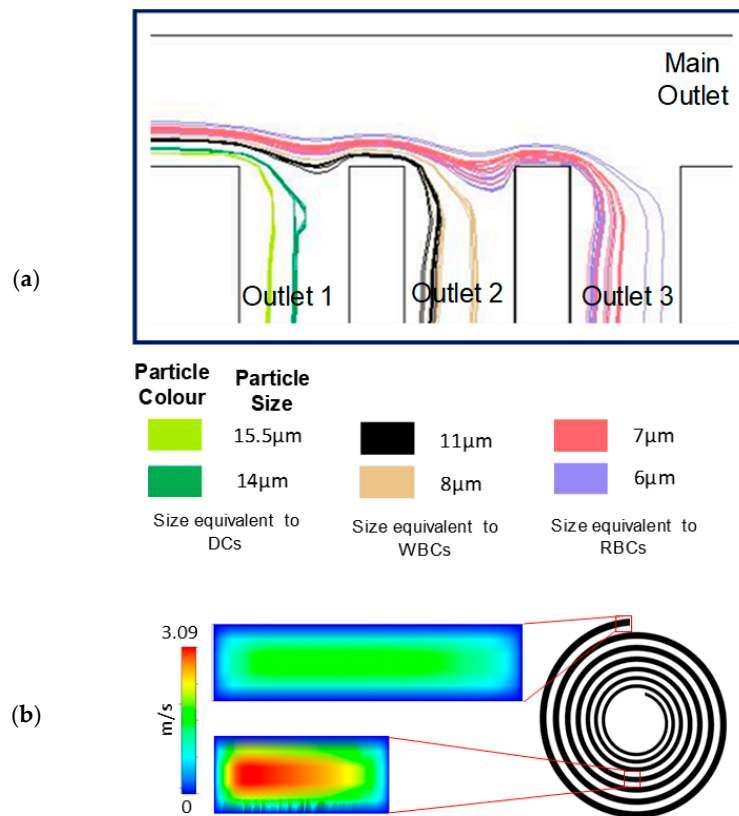 Main
Outlet
(a)
Outlet 1
Outlet 2
Outlet 3
Particle
Colour
Particle
Size
15.5µm
11µm
7µm
14µm
8µm
6µm
Size equivalent to
DCs
Size equivalent to
WBCs
Size equivalent to
RBCs
3.09
(b)
m/s
0